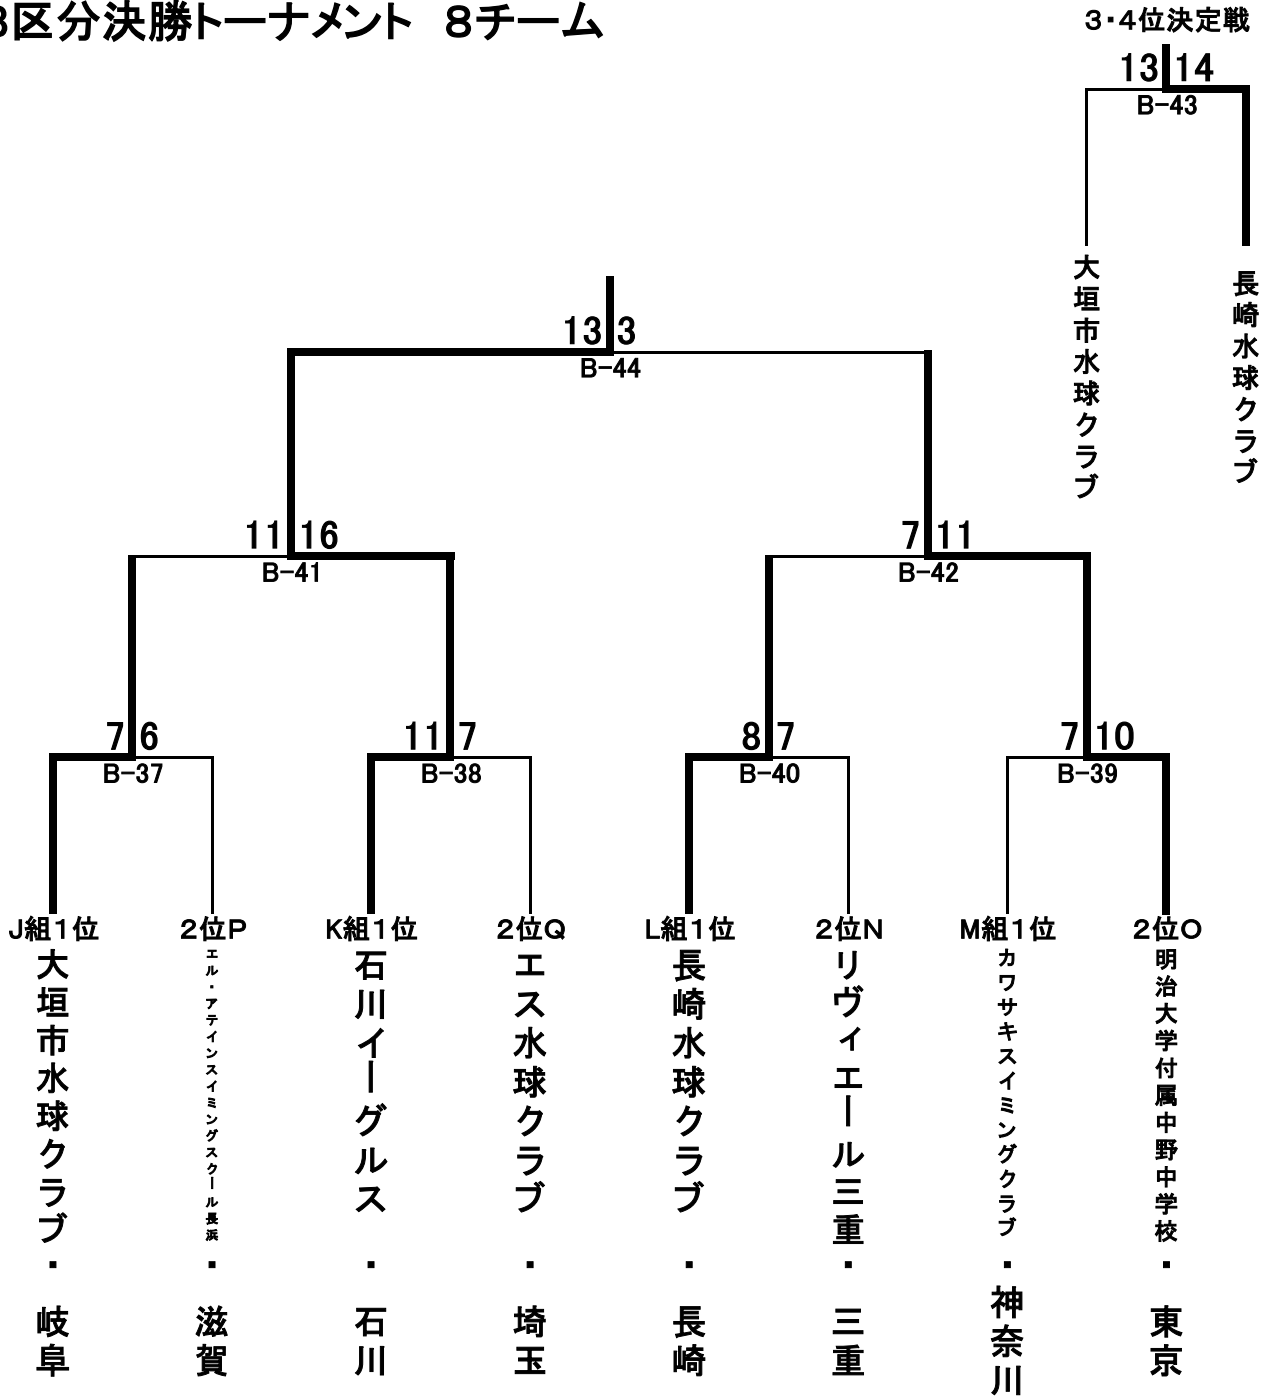 B区分決勝トーナメント　８チーム
３・４位決定戦
13 14
B-43
大垣市水球クラブ
長崎水球クラブ
13 3
B-44
11 16
B-41
7 11
B-42
7 6
B-37
11 7
B-38
8 7
B-40
7 10
B-39
J組１位
２位P
K組１位
２位Q
L組１位
２位N
M組１位
２位O
大垣市水球クラブ・岐阜
エル・アテインスイミングスクール長浜・滋賀
石川イーグルス・石川
エス水球クラブ・埼玉
長崎水球クラブ・長崎
リヴィエール三重・三重
カワサキスイミングクラブ・神奈川
明治大学付属中野中学校・東京